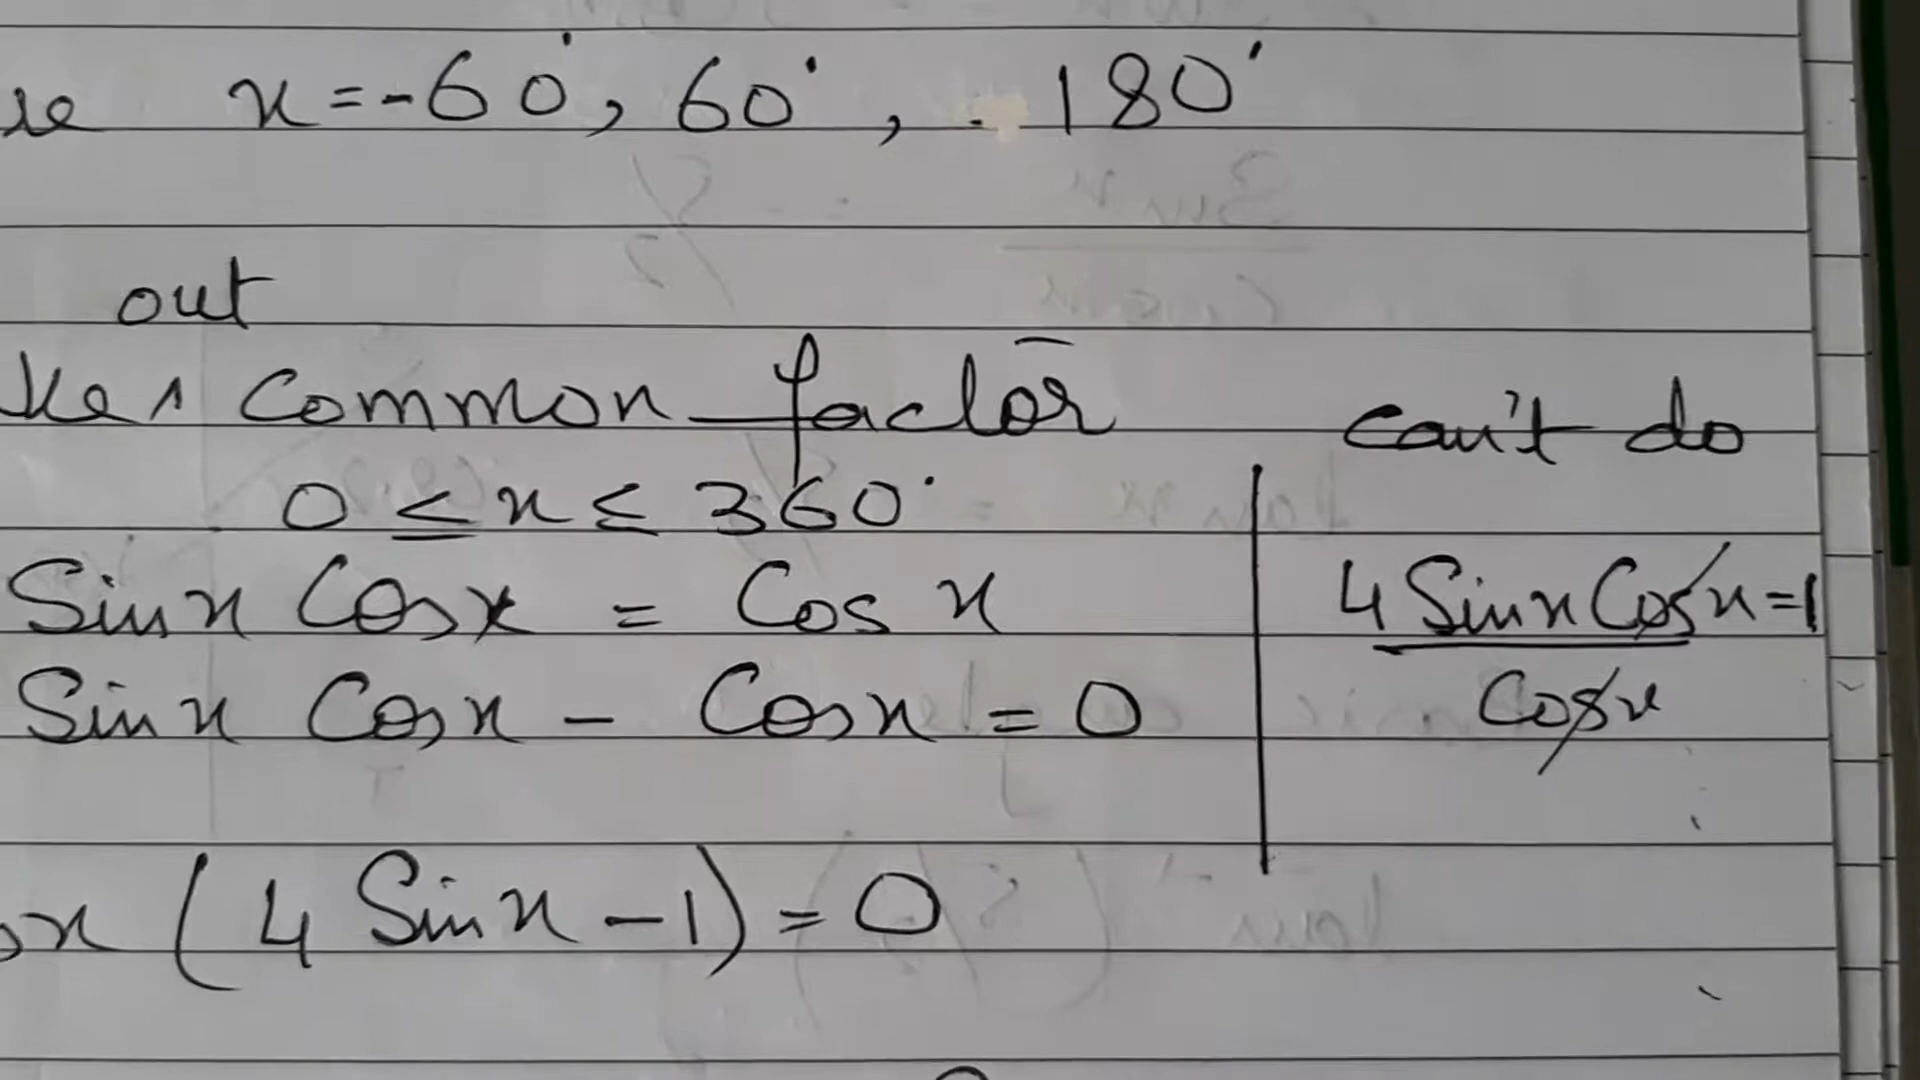 x = -60°, 60°, 180°
out
common factor
can't do
0 ≤ x ≤ 360°
Sin x Cos x = Cos x
4 Sin x Cos x = 1
Sin x Cos x - Cos x = 0
Cos x
x (4 Sin x - 1) = 0